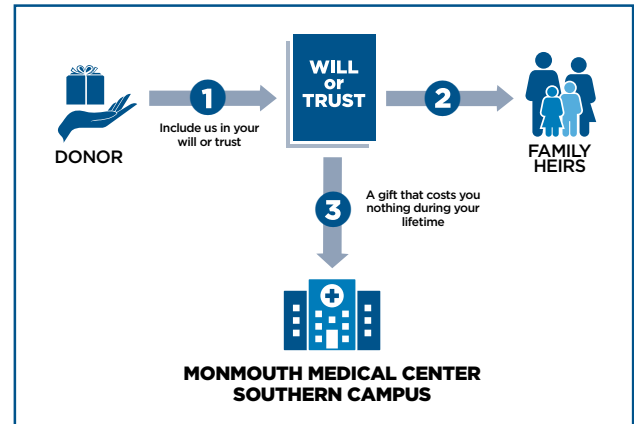 WILL
or
TRUST
1
2
3
DONOR
Include us in your
will or trust
FAMILY
HEIRS
A gift that costs you
nothing during your
lifetime
MONMOUTH MEDICAL CENTER
SOUTHERN CAMPUS